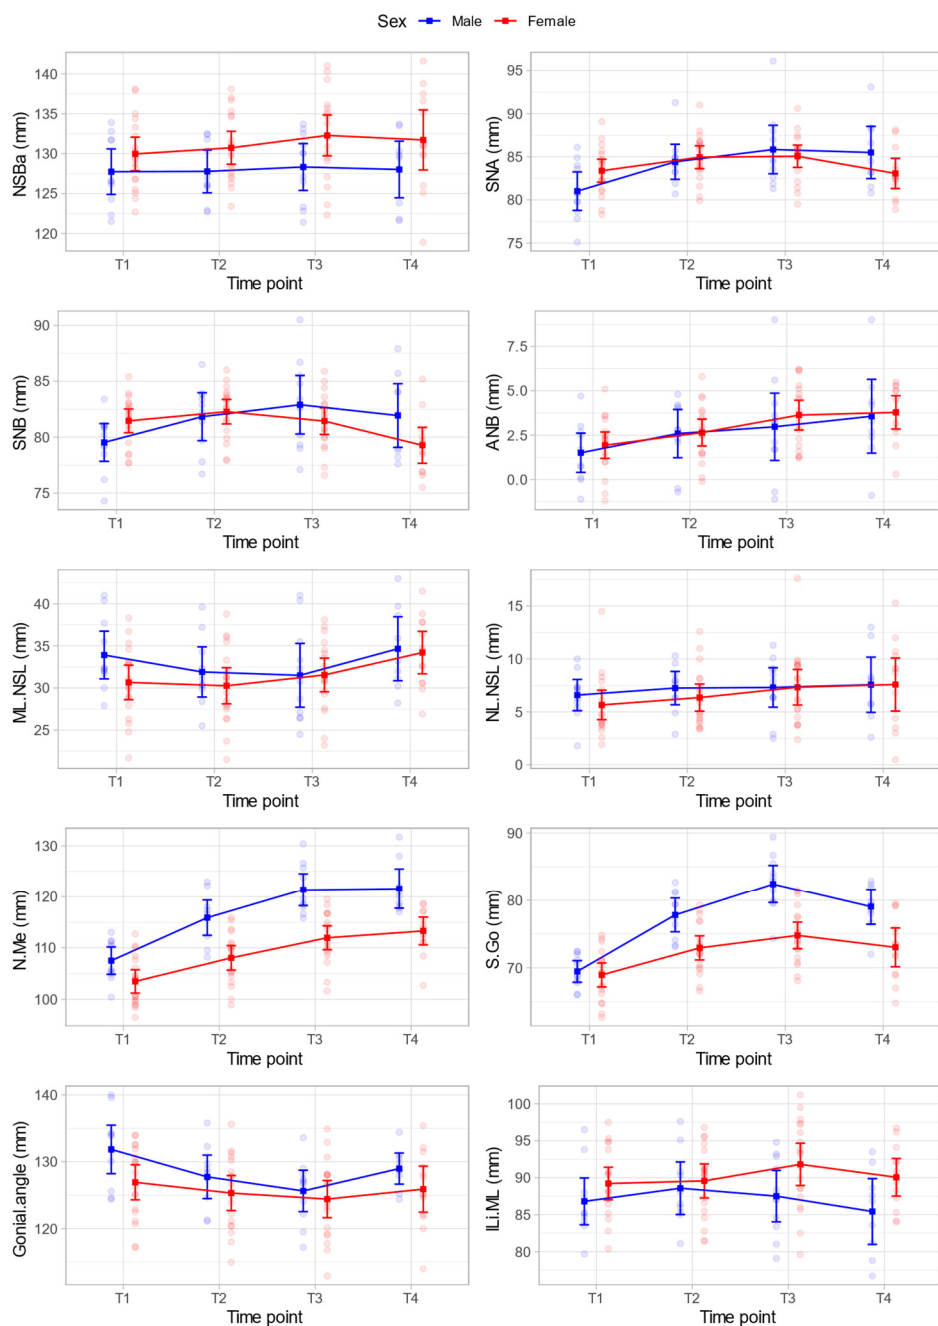 Sex Male Female
NSBa (mm)
140
130
120
T1 T2 T3 T4
Time point
SNA (mm)
95
90
85
80
75
T1 T2 T3 T4
Time point
SNB (mm)
90
85
80
75
T1 T2 T3 T4
Time point
ANB (mm)
7.5
5.0
2.5
0.0
T1 T2 T3 T4
Time point
ML.NSL (mm)
40
35
30
25
T1 T2 T3 T4
Time point
NL.NSL (mm)
15
10
5
0
T1 T2 T3 T4
Time point
N.Me (mm)
130
120
110
100
T1 T2 T3 T4
Time point
S.Go (mm)
90
80
70
T1 T2 T3 T4
Time point
Gonial.angle (mm)
140
130
120
T1 T2 T3 T4
Time point
ILi.ML (mm)
100
95
90
85
80
T1 T2 T3 T4
Time point